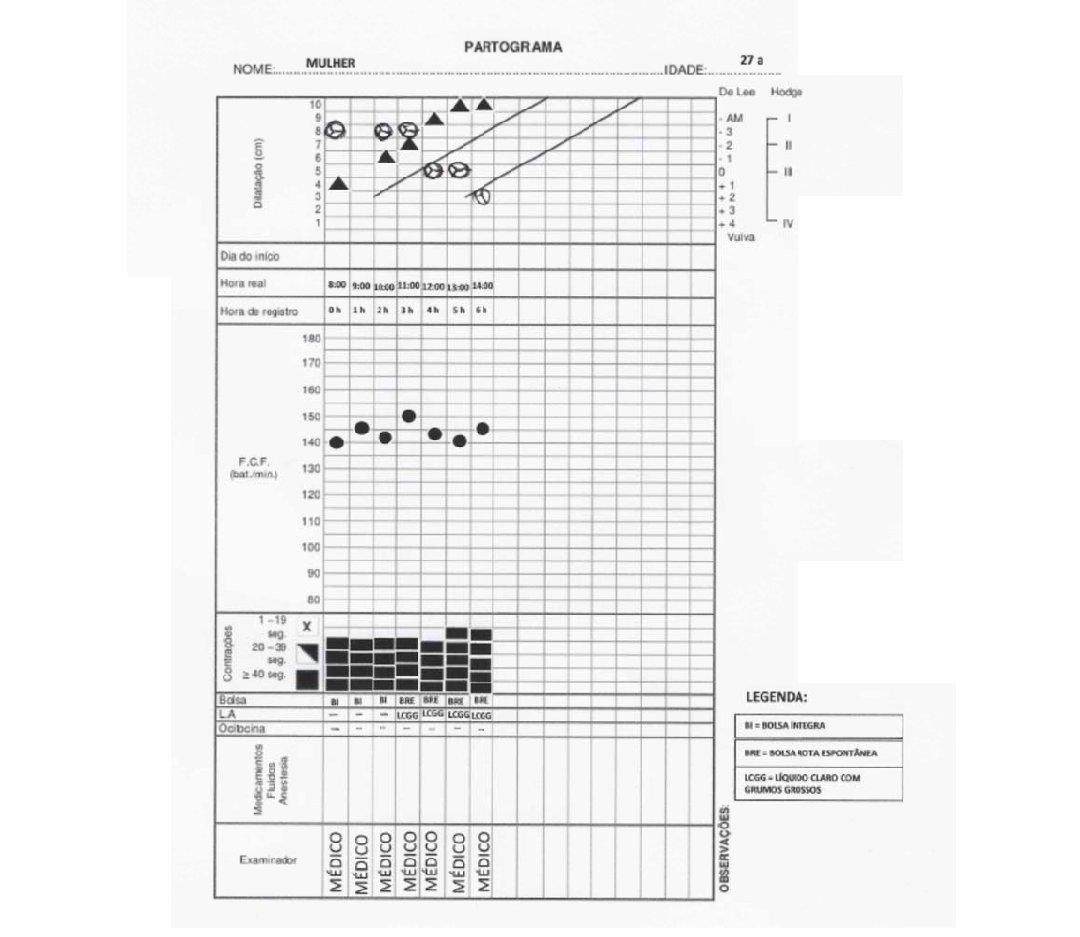 PARTOGRAMA
NOME: MULHER IDADE: 27 a
De Lee Hodge
Dilatação (cm)
10
9
8
7
6
5
4
3
2
1
- AM I
- 3
- 2 II
- 1
0 III
+ 1
+ 2
+ 3
+ 4 IV
Vulva
Dia do iníco
Hora real 8:00 9:00 10:00 11:00 12:00 13:00 14:00
Hora de registro 0 h 1 h 2 h 3 h 4 h 5 h 6 h
F.C.F.
(bat./min.)
180
170
160
150
140
130
120
110
100
90
80
Contrações
1 –19
seg. X
20 –39
seg.
≥ 40 seg.
Bolsa BI BI BI BRE BRE BRE BRE
L.A -- -- -- LCGG LCGG LCGG LCGG
Ocitocina -- -- -- -- -- -- --
Medicamentos
Fluidos
Anestesia
Examinador MÉDICO MÉDICO MÉDICO MÉDICO MÉDICO MÉDICO MÉDICO
OBSERVAÇÕES:
LEGENDA:
BI = BOLSA ÍNTEGRA
BRE = BOLSA ROTA ESPONTÂNEA
LCGG = LÍQUIDO CLARO COM
GRUMOS GROSSOS